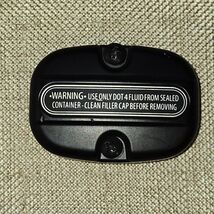 •WARNING• USE ONLY DOT 4 FLUID FROM SEALED
CONTAINER - CLEAN FILLER CAP BEFORE REMOVING